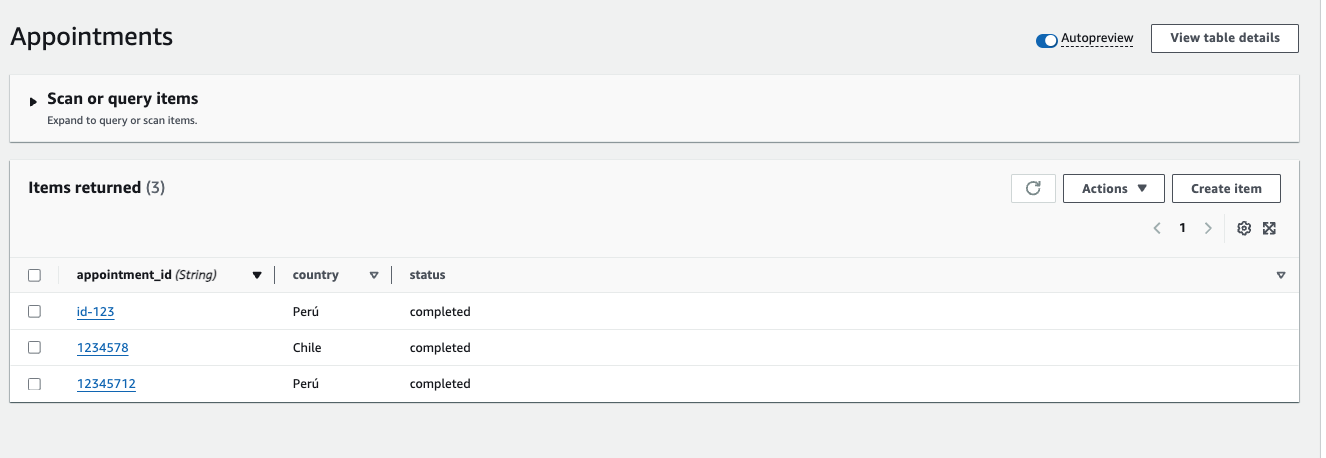 Appointments
Autopreview
View table details
Scan or query items
Expand to query or scan items.
Items returned (3)
Actions
Create item
1
appointment_id (String) country status
id-123 Perú completed
1234578 Chile completed
12345712 Perú completed